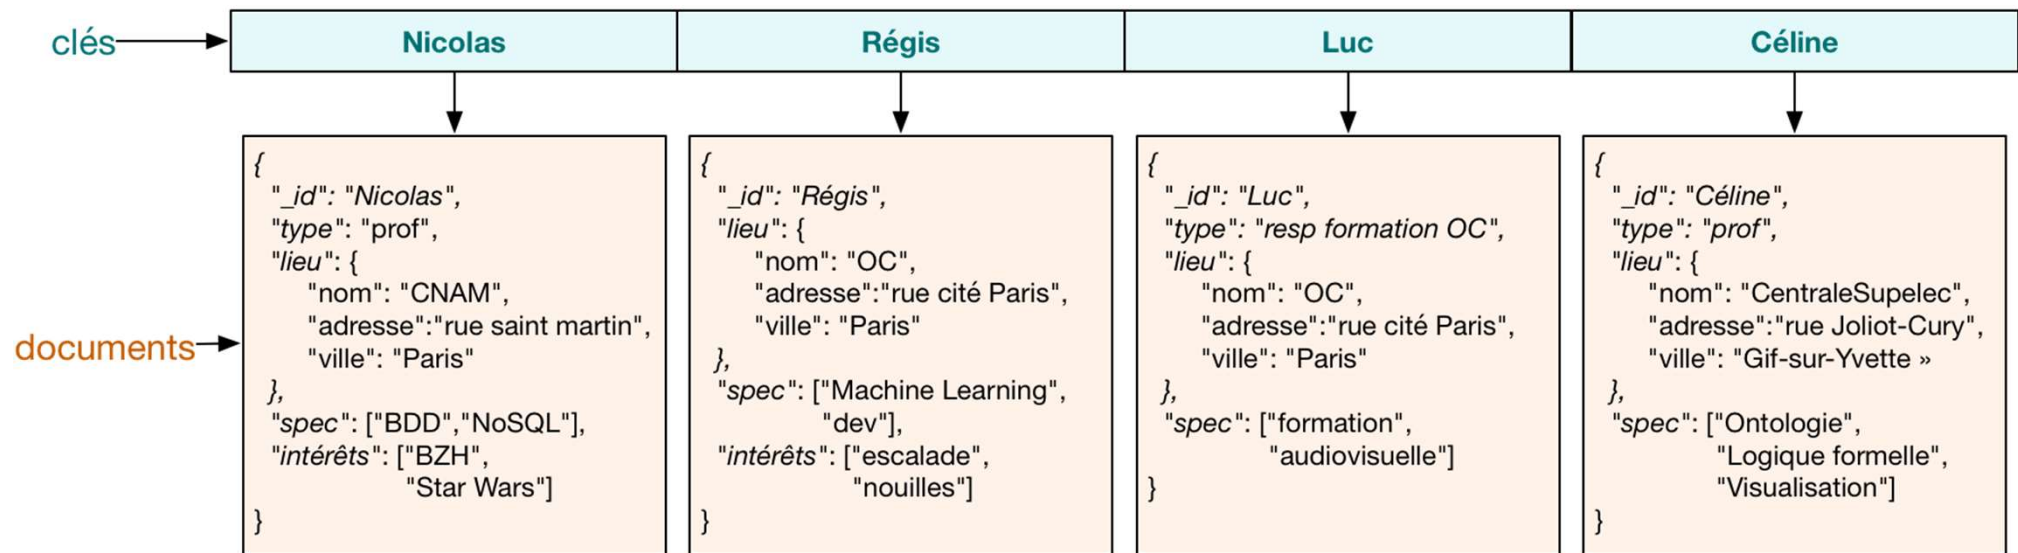 clés
Nicolas
Régis
Luc
Céline
documents
{
"_id": "Nicolas",
"type": "prof",
"lieu": {
"nom": "CNAM",
"adresse":"rue saint martin",
"ville": "Paris"
},
"spec": ["BDD","NoSQL"],
"intérêts": ["BZH",
"Star Wars"]
}
{
"_id": "Régis",
"lieu": {
"nom": "OC",
"adresse":"rue cité Paris",
"ville": "Paris"
},
"spec": ["Machine Learning",
"dev"],
"intérêts": ["escalade",
"nouilles"]
}
{
"_id": "Luc",
"type": "resp formation OC",
"lieu": {
"nom": "OC",
"adresse":"rue cité Paris",
"ville": "Paris"
},
"spec": ["formation",
"audiovisuelle"]
}
{
"_id": "Céline",
"type": "prof",
"lieu": {
"nom": "CentraleSupelec",
"adresse":"rue Joliot-Cury",
"ville": "Gif-sur-Yvette »
},
"spec": ["Ontologie",
"Logique formelle",
"Visualisation"]
}